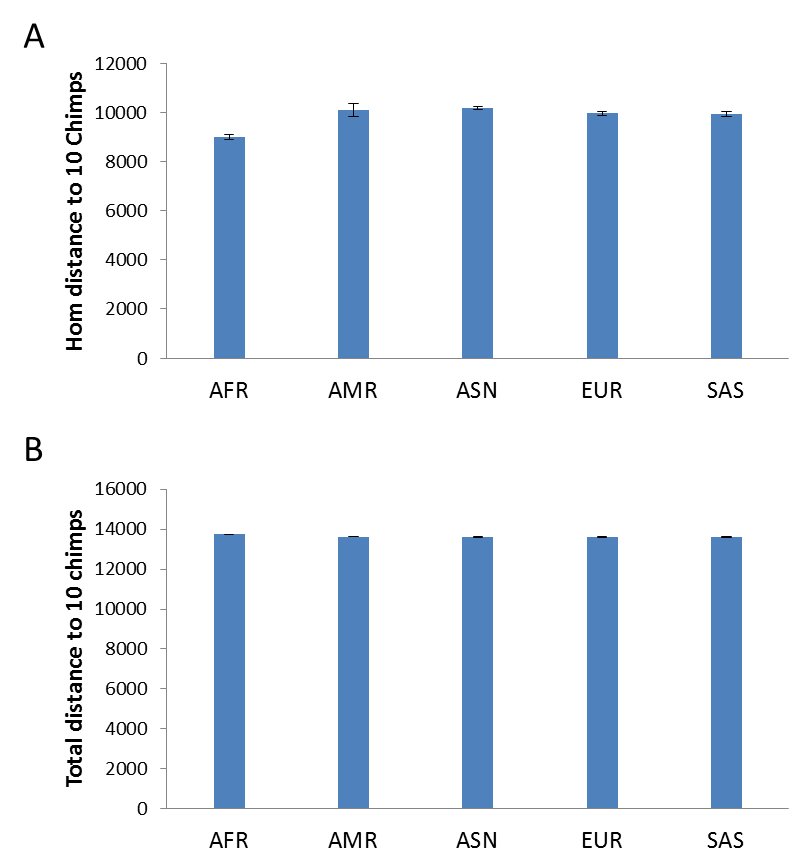 A
Hom distance to 10 Chimps
12000
10000
8000
6000
4000
2000
0
AFR AMR ASN EUR SAS
B
Total distance to 10 chimps
16000
14000
12000
10000
8000
6000
4000
2000
0
AFR AMR ASN EUR SAS